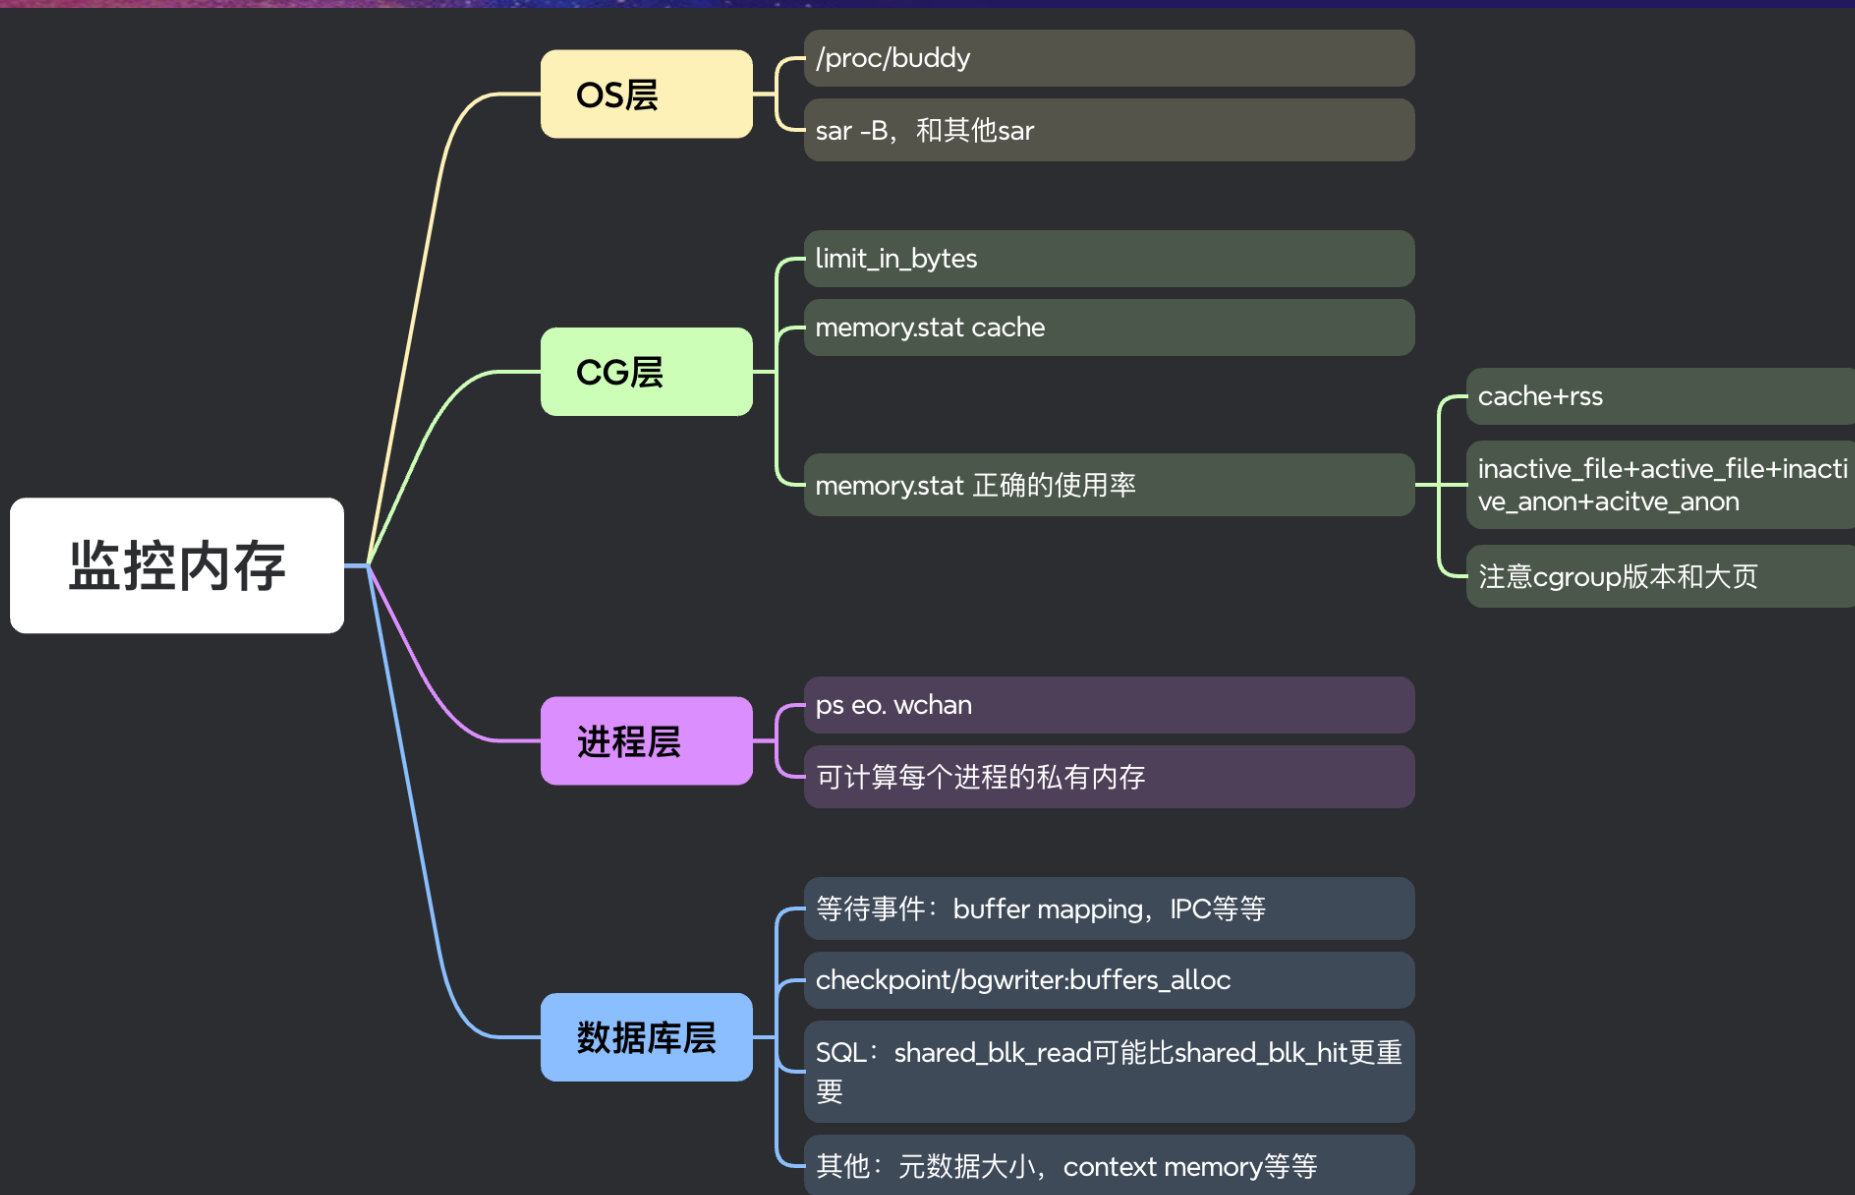 监控内存
OS层
/proc/buddy
sar -B，和其他sar
CG层
limit_in_bytes
memory.stat cache
memory.stat 正确的使用率
cache+rss
inactive_file+active_file+inacti
ve_anon+acitve_anon
注意cgroup版本和大页
进程层
ps eo. wchan
可计算每个进程的私有内存
数据库层
等待事件：buffer mapping，IPC等等
checkpoint/bgwriter:buffers_alloc
SQL：shared_blk_read可能比shared_blk_hit更重
要
其他：元数据大小，context memory等等